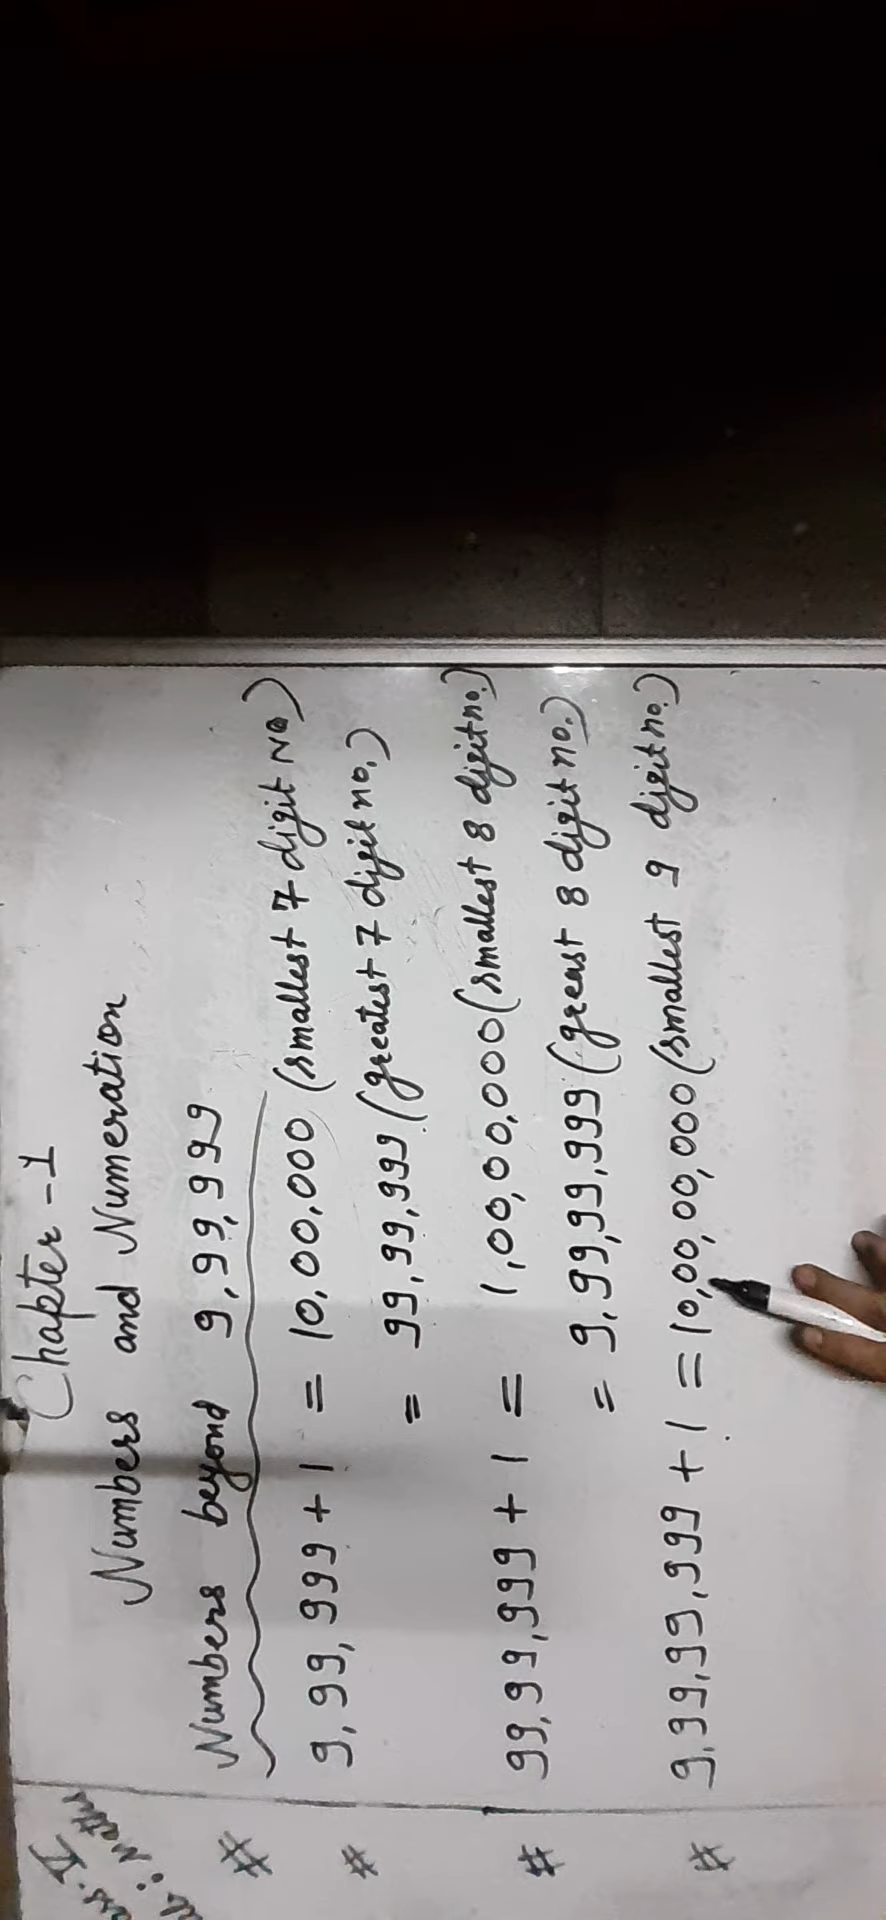 Chapter - 1
Numbers and Numeration
# Numbers beyond 9,99,999
# 9,99,999 + 1 = 10,00,000 (smallest 7 digit No)
= 99,99,999 (greatest 7 digit no.)
# 99,99,999 + 1 = 1,00,00,000 (smallest 8 digit no.)
= 9,99,99,999 (greast 8 digit no.)
# 9,99,99,999 + 1 = 10,00,00,000 (smallest 9 digit no.)